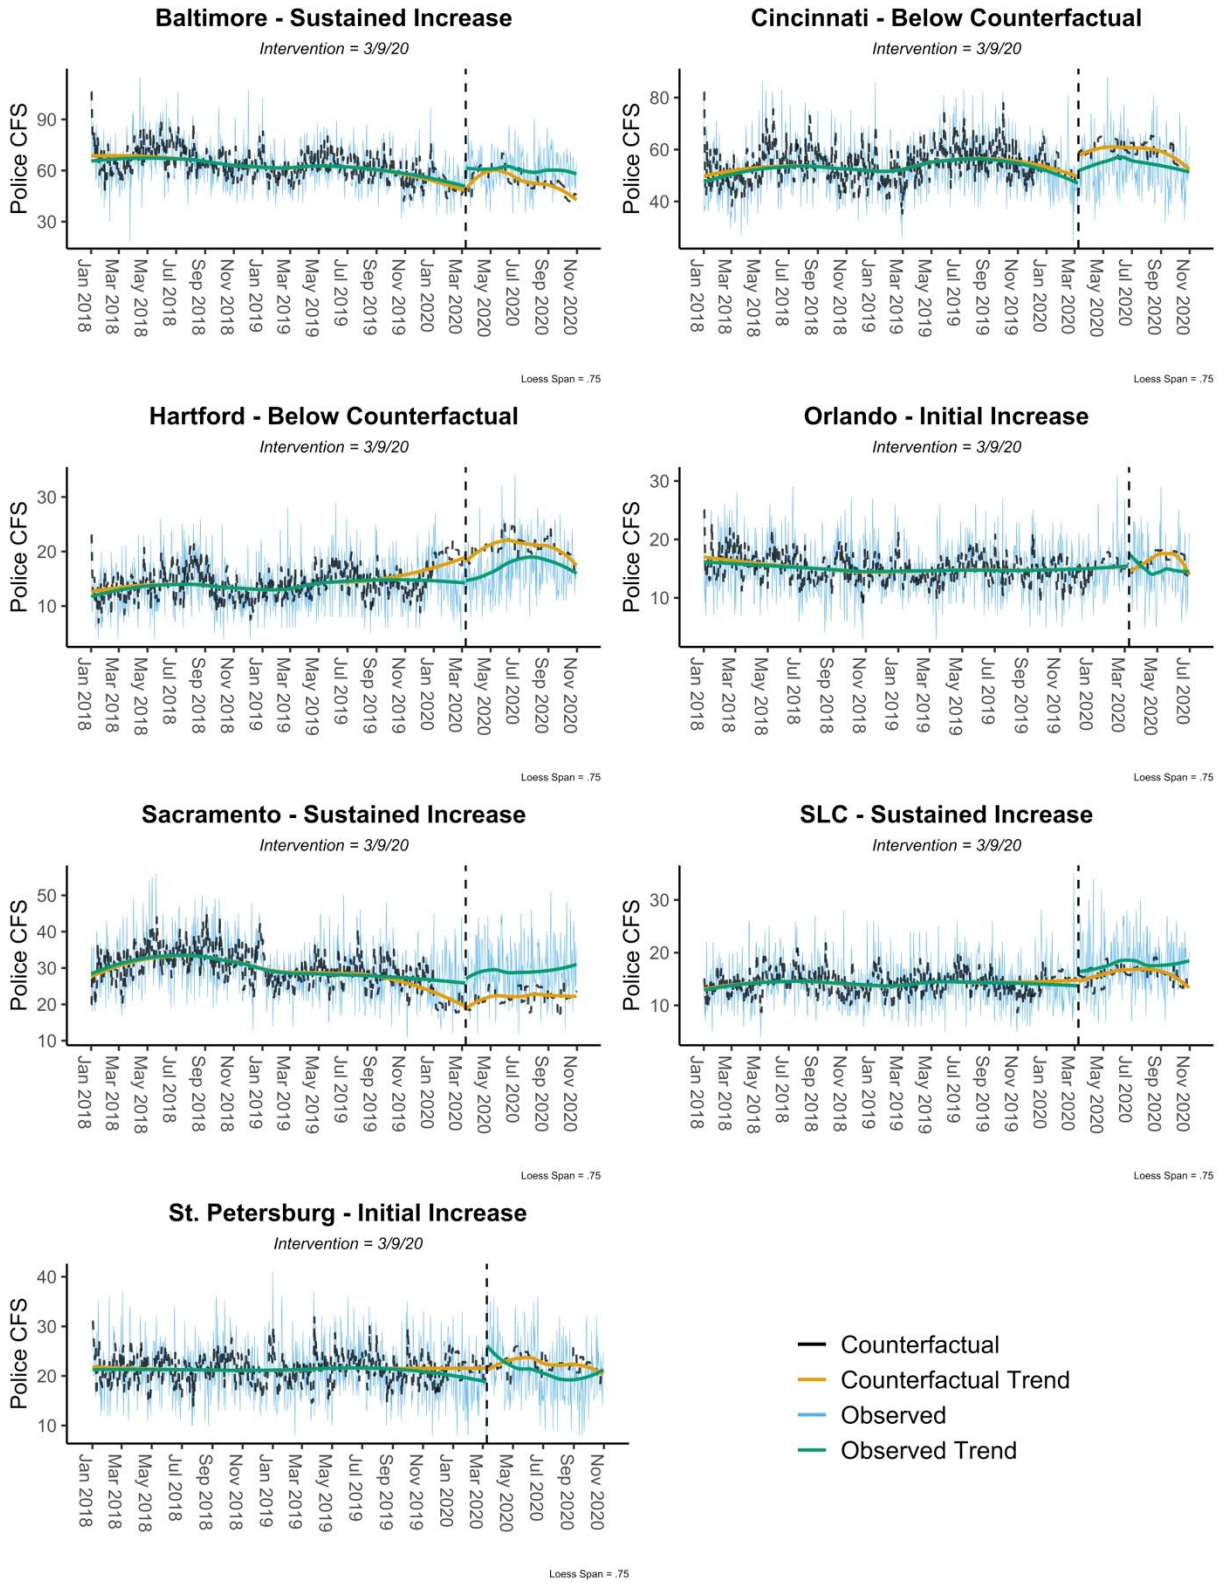 Baltimore - Sustained Increase
Intervention = 3/9/20
Police CFS
90
60
30
Jan 2018
Mar 2018
May 2018
Jul 2018
Sep 2018
Nov 2018
Jan 2019
Mar 2019
May 2019
Jul 2019
Sep 2019
Nov 2019
Jan 2020
Mar 2020
May 2020
Jul 2020
Sep 2020
Nov 2020
Loess Span = .75
Cincinnati - Below Counterfactual
Intervention = 3/9/20
Police CFS
80
60
40
Jan 2018
Mar 2018
May 2018
Jul 2018
Sep 2018
Nov 2018
Jan 2019
Mar 2019
May 2019
Jul 2019
Sep 2019
Nov 2019
Jan 2020
Mar 2020
May 2020
Jul 2020
Sep 2020
Nov 2020
Loess Span = .75
Hartford - Below Counterfactual
Intervention = 3/9/20
Police CFS
30
20
10
Jan 2018
Mar 2018
May 2018
Jul 2018
Sep 2018
Nov 2018
Jan 2019
Mar 2019
May 2019
Jul 2019
Sep 2019
Nov 2019
Jan 2020
Mar 2020
May 2020
Jul 2020
Sep 2020
Nov 2020
Loess Span = .75
Orlando - Initial Increase
Intervention = 3/9/20
Police CFS
30
20
10
Jan 2018
Mar 2018
May 2018
Jul 2018
Sep 2018
Nov 2018
Jan 2019
Mar 2019
May 2019
Jul 2019
Sep 2019
Nov 2019
Jan 2020
Mar 2020
May 2020
Jul 2020
Loess Span = .75
Sacramento - Sustained Increase
Intervention = 3/9/20
Police CFS
50
40
30
20
10
Jan 2018
Mar 2018
May 2018
Jul 2018
Sep 2018
Nov 2018
Jan 2019
Mar 2019
May 2019
Jul 2019
Sep 2019
Nov 2019
Jan 2020
Mar 2020
May 2020
Jul 2020
Sep 2020
Nov 2020
Loess Span = .75
SLC - Sustained Increase
Intervention = 3/9/20
Police CFS
30
20
10
Jan 2018
Mar 2018
May 2018
Jul 2018
Sep 2018
Nov 2018
Jan 2019
Mar 2019
May 2019
Jul 2019
Sep 2019
Nov 2019
Jan 2020
Mar 2020
May 2020
Jul 2020
Sep 2020
Nov 2020
Loess Span = .75
St. Petersburg - Initial Increase
Intervention = 3/9/20
Police CFS
40
30
20
10
Jan 2018
Mar 2018
May 2018
Jul 2018
Sep 2018
Nov 2018
Jan 2019
Mar 2019
May 2019
Jul 2019
Sep 2019
Nov 2019
Jan 2020
Mar 2020
May 2020
Jul 2020
Sep 2020
Nov 2020
Loess Span = .75
Counterfactual
Counterfactual Trend
Observed
Observed Trend